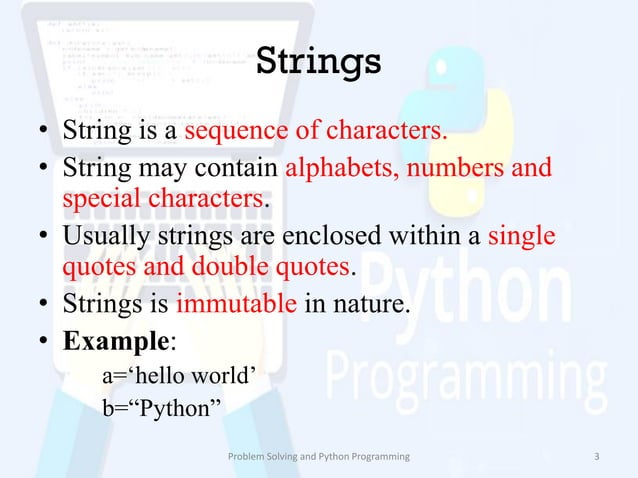 Strings
• String is a sequence of characters.
• String may contain alphabets, numbers and
special characters.
• Usually strings are enclosed within a single
quotes and double quotes.
• Strings is immutable in nature.
• Example:
a=‘hello world’
b=“Python”
Python
Programming
Problem Solving and Python Programming
3